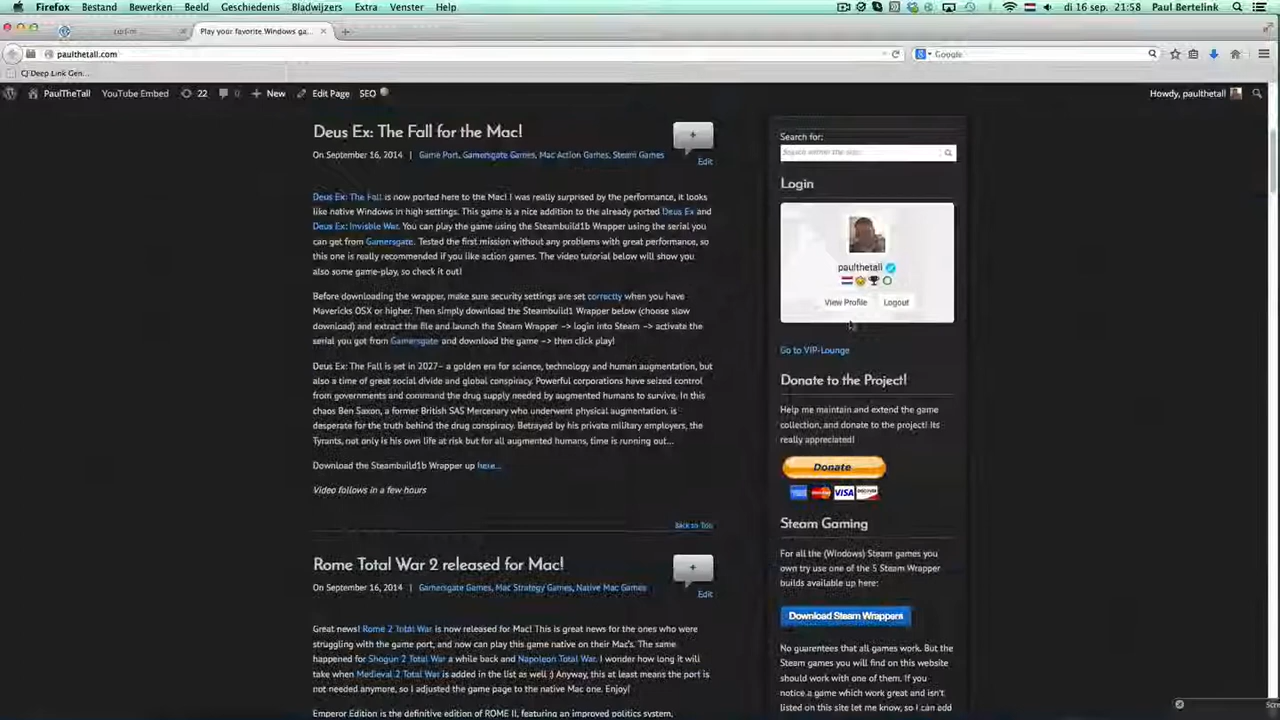 Firefox Bestand Bewerken Beeld Geschiedenis Bladwijzers Extra Venster Help di 16 sep. 21:58 Paul Bertelink
Play your favorite Windows ga...
paulthetall.com Google
CJ Deep Link Gen...
PaulTheTall YouTube Embed 22 0 + New Edit Page SEO Howdy, paulthetall
Deus Ex: The Fall for the Mac!
+
On September 16, 2014 | Game Port, Gamersgate Games, Mac Action Games, Steam Games
Edit
Deus Ex: The Fall is now ported here to the Mac! I was really surprised by the performance, it looks
like native Windows in high settings. This game is a nice addition to the already ported Deus Ex and
Deus Ex: Invisible War. You can play the game using the Steambuild1b Wrapper using the serial you
can get from Gamersgate. Tested the first mission without any problems with great performance, so
this one is really recommended if you like action games. The video tutorial below will show you
also some game-play, so check it out!
Before downloading the wrapper, make sure security settings are set correctly when you have
Mavericks OSX or higher. Then simply download the Steambuild1 Wrapper below (choose slow
download) and extract the file and launch the Steam Wrapper –> login into Steam –> activate the
serial you got from Gamersgate and download the game –> then click play!
Deus Ex: The Fall is set in 2027– a golden era for science, technology and human augmentation, but
also a time of great social divide and global conspiracy. Powerful corporations have seized control
from governments and command the drug supply needed by augmented humans to survive. In this
chaos Ben Saxon, a former British SAS Mercenary who underwent physical augmentation, is
desperate for the truth behind the drug conspiracy. Betrayed by his private military employers, the
Tyrants, not only is his own life at risk but for all augmented humans, time is running out...
Download the Steambuild1b Wrapper up here...
Video follows in a few hours
Back to Top
Rome Total War 2 released for Mac!
+
On September 16, 2014 | Gamersgate Games, Mac Strategy Games, Native Mac Games
Edit
Great news! Rome 2 Total War is now released for Mac! This is great news for the ones who were
struggling with the game port, and now can play this game native on their Mac's. The same
happened for Shogun 2 Total War a while back and Napoleon Total War. I wonder how long it will
take when Medieval 2 Total War is added in the list as well :) Anyway, this at least means the port is
not needed anymore, so I adjusted the game page to the native Mac one. Enjoy!
Emperor Edition is the definitive edition of ROME II, featuring an improved politics system,
Search for:
Login
paulthetall
View Profile Logout
Go to VIP-Lounge
Donate to the Project!
Help me maintain and extend the game
collection, and donate to the project! Its
really appreciated!
Donate
VISA
Steam Gaming
For all the (Windows) Steam games you
own try use one of the 5 Steam Wrapper
builds available up here:
Download Steam Wrappers
No guarentees that all games work. But the
Steam games you will find on this website
should work with one of them. If you
notice a game which work great and isn't
listed on this site let me know, so I can add